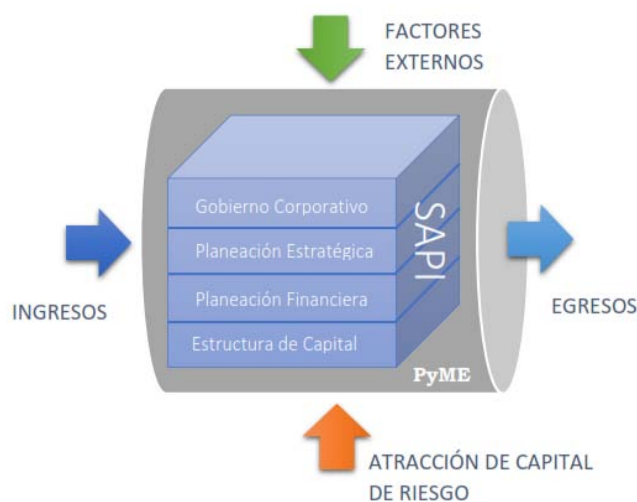 FACTORES
EXTERNOS
Gobierno Corporativo
Planeación Estratégica
Planeación Financiera
Estructura de Capital
SAPI
PyME
INGRESOS
EGRESOS
ATRACCIÓN DE CAPITAL
DE RIESGO